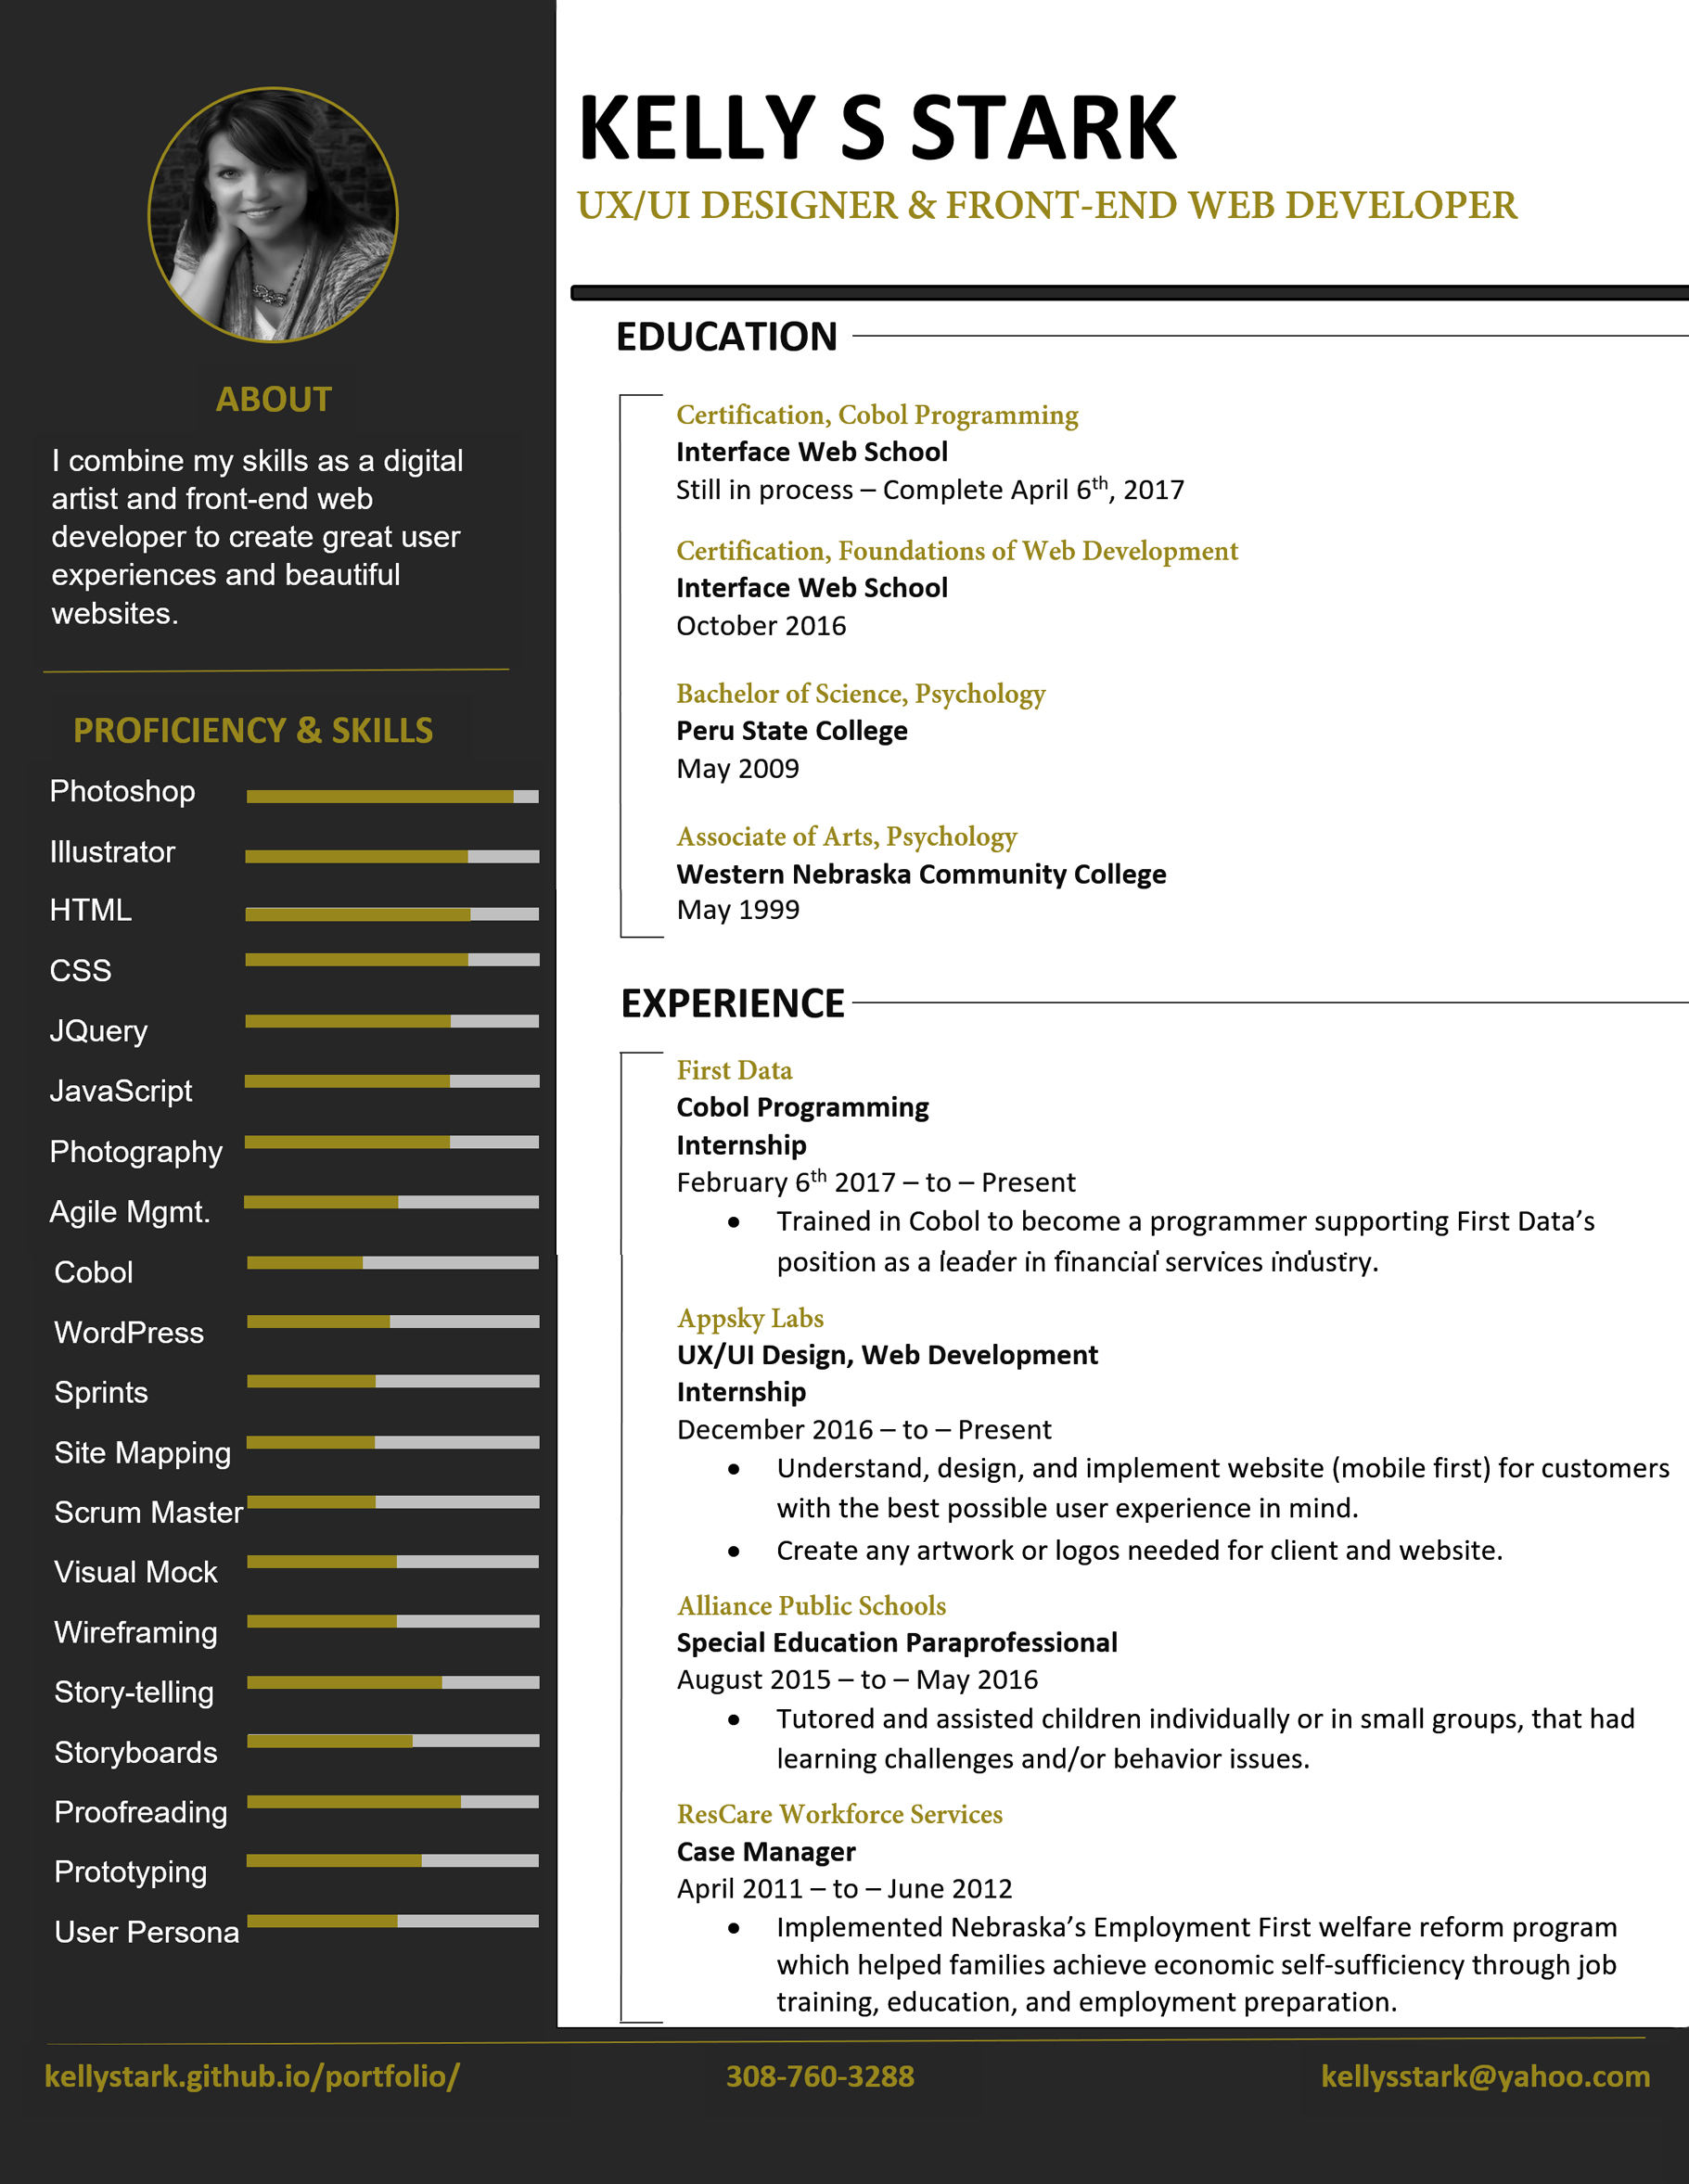 KELLY S STARK
UX/UI DESIGNER & FRONT-END WEB DEVELOPER
ABOUT
I combine my skills as a digital
artist and front-end web
developer to create great user
experiences and beautiful
websites.
PROFICIENCY & SKILLS
Photoshop
Illustrator
HTML
CSS
JQuery
JavaScript
Photography
Agile Mgmt.
Cobol
WordPress
Sprints
Site Mapping
Scrum Master
Visual Mock
Wireframing
Story-telling
Storyboards
Proofreading
Prototyping
User Persona
EDUCATION
Certification, Cobol Programming
Interface Web School
Still in process – Complete April 6th, 2017
Certification, Foundations of Web Development
Interface Web School
October 2016
Bachelor of Science, Psychology
Peru State College
May 2009
Associate of Arts, Psychology
Western Nebraska Community College
May 1999
EXPERIENCE
First Data
Cobol Programming
Internship
February 6th 2017 – to – Present
• Trained in Cobol to become a programmer supporting First Data’s
position as a leader in financial services industry.
Appsky Labs
UX/UI Design, Web Development
Internship
December 2016 – to – Present
• Understand, design, and implement website (mobile first) for customers
with the best possible user experience in mind.
• Create any artwork or logos needed for client and website.
Alliance Public Schools
Special Education Paraprofessional
August 2015 – to – May 2016
• Tutored and assisted children individually or in small groups, that had
learning challenges and/or behavior issues.
ResCare Workforce Services
Case Manager
April 2011 – to – June 2012
• Implemented Nebraska’s Employment First welfare reform program
which helped families achieve economic self-sufficiency through job
training, education, and employment preparation.
kellystark.github.io/portfolio/
308-760-3288
kellysstark@yahoo.com